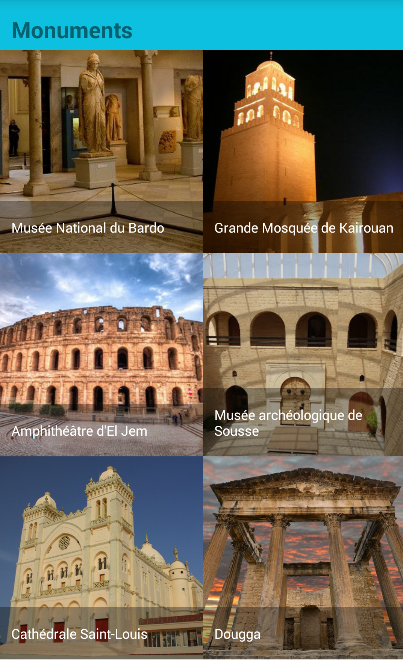 Monuments
Musée National du Bardo
Grande Mosquée de Kairouan
Amphithéâtre d'El Jem
Musée archéologique de
Sousse
Cathédrale Saint-Louis
Dougga